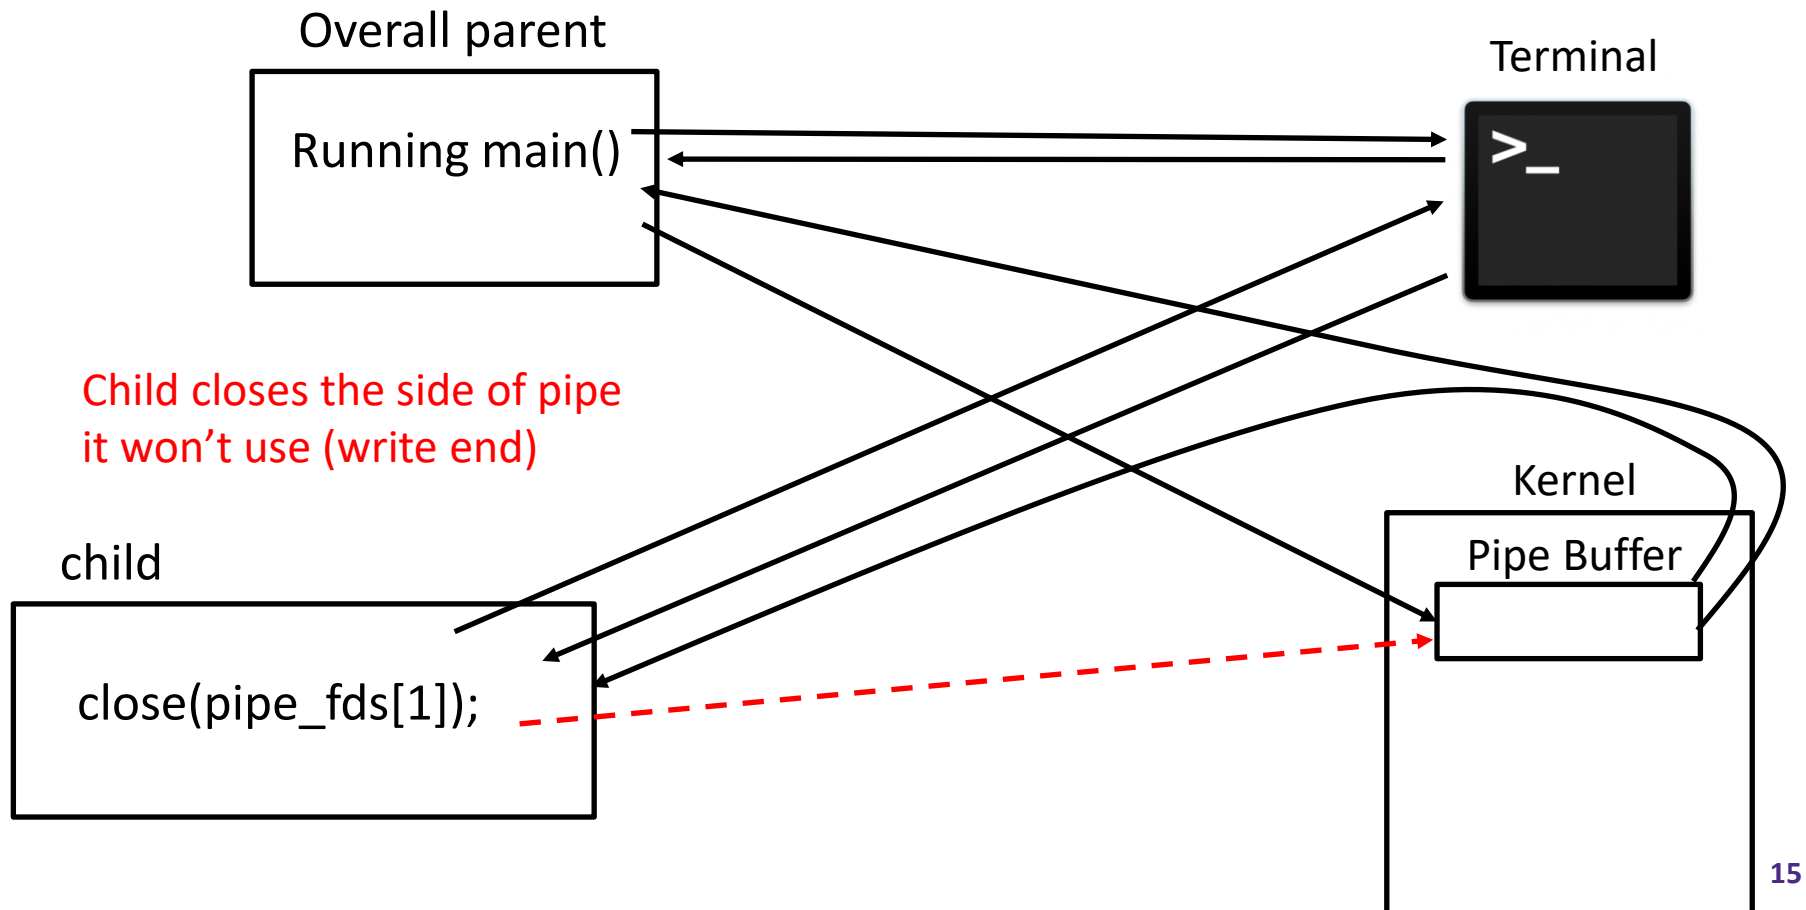 Overall parent
Terminal
Running main()
>_
Child closes the side of pipe
it won’t use (write end)
Kernel
Pipe Buffer
child
close(pipe_fds[1]);
15